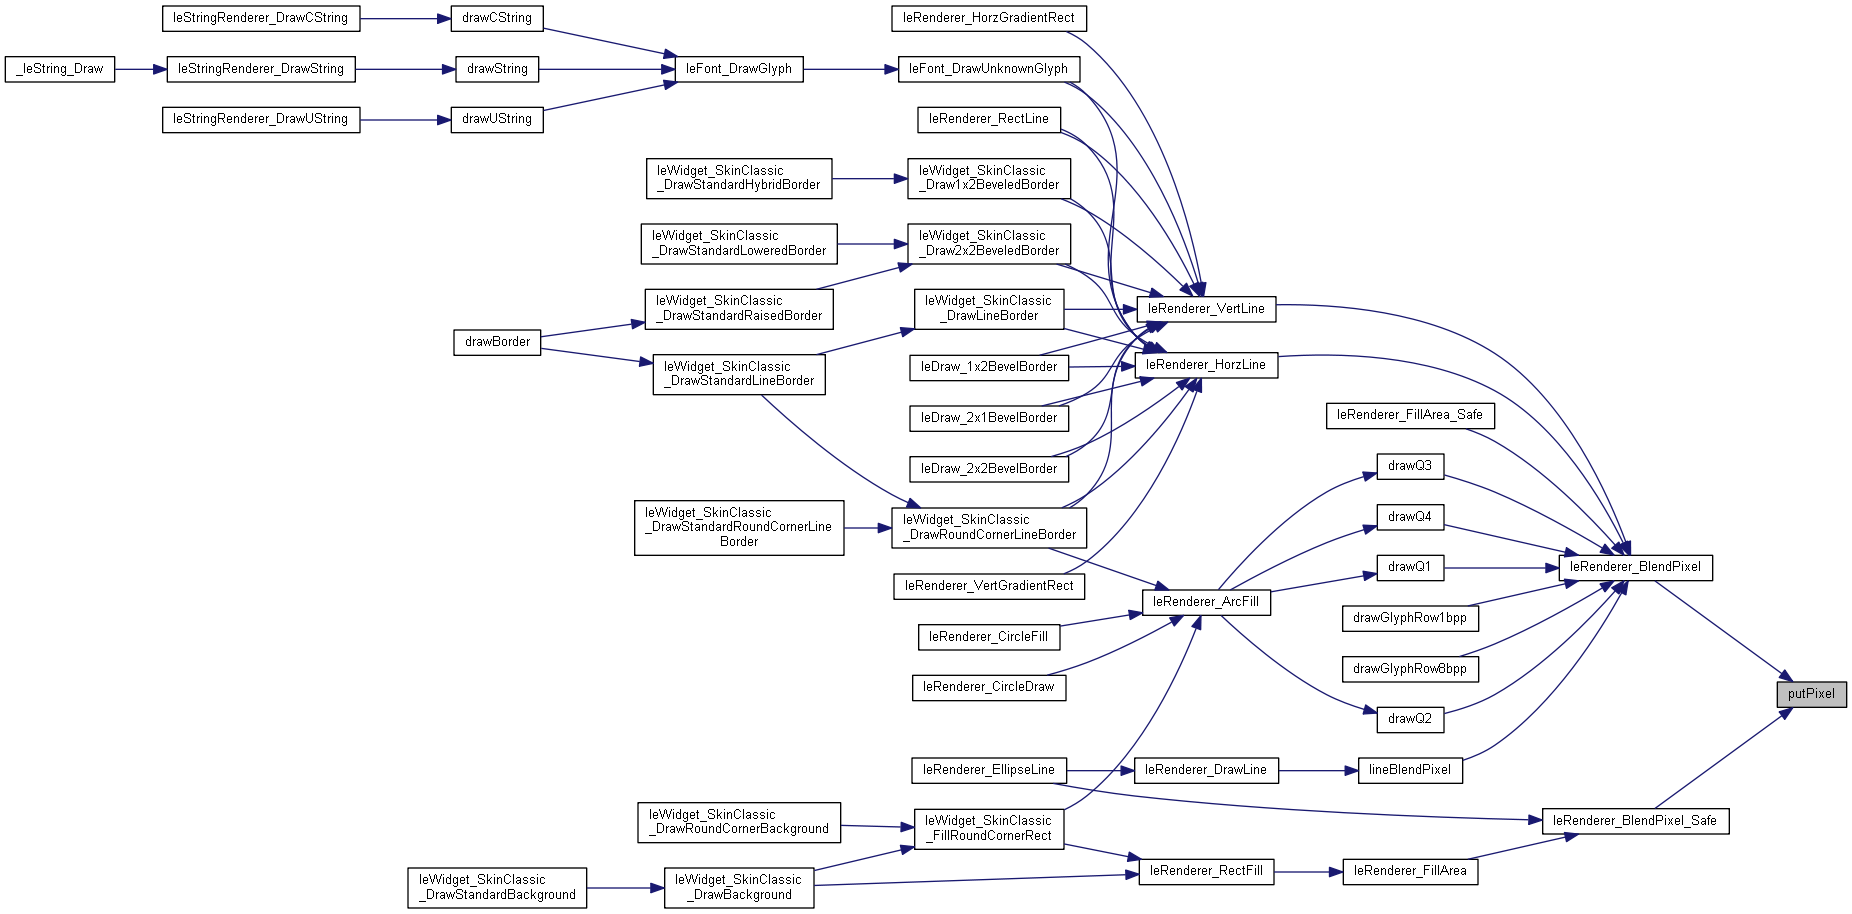 leStringRenderer_DrawCString
drawCString
leRenderer_HorzGradientRect
_leString_Draw
leStringRenderer_DrawString
drawString
leFont_DrawGlyph
leFont_DrawUnknownGlyph
leStringRenderer_DrawUString
drawUString
leRenderer_RectLine
leWidget_SkinClassic
_DrawStandardHybridBorder
leWidget_SkinClassic
_Draw1x2BeveledBorder
leWidget_SkinClassic
_DrawStandardLoweredBorder
leWidget_SkinClassic
_Draw2x2BeveledBorder
leWidget_SkinClassic
_DrawStandardRaisedBorder
leWidget_SkinClassic
_DrawLineBorder
leRenderer_VertLine
drawBorder
leWidget_SkinClassic
_DrawStandardLineBorder
leDraw_1x2BevelBorder
leRenderer_HorzLine
leDraw_2x1BevelBorder
leRenderer_FillArea_Safe
leDraw_2x2BevelBorder
drawQ3
leWidget_SkinClassic
_DrawStandardRoundCornerLine
Border
leWidget_SkinClassic
_DrawRoundCornerLineBorder
drawQ4
leRenderer_VertGradientRect
drawQ1
leRenderer_BlendPixel
leRenderer_ArcFill
drawGlyphRow1bpp
leRenderer_CircleFill
drawGlyphRow8bpp
leRenderer_CircleDraw
putPixel
drawQ2
leRenderer_EllipseLine
leRenderer_DrawLine
lineBlendPixel
leWidget_SkinClassic
_DrawRoundCornerBackground
leWidget_SkinClassic
_FillRoundCornerRect
leRenderer_BlendPixel_Safe
leWidget_SkinClassic
_DrawStandardBackground
leWidget_SkinClassic
_DrawBackground
leRenderer_RectFill
leRenderer_FillArea